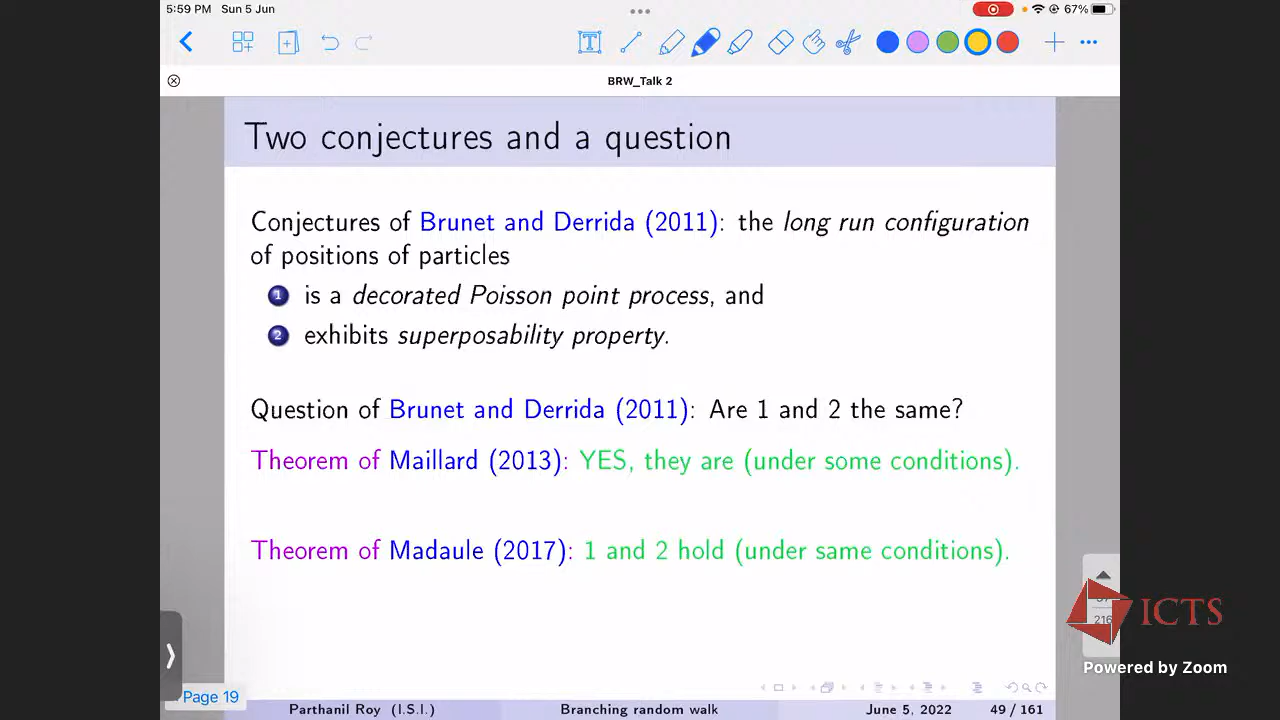 5:59 PM Sun 5 Jun
67%
BRW_Talk 2
Two conjectures and a question
Conjectures of Brunet and Derrida (2011): the long run configuration
of positions of particles
1 is a decorated Poisson point process, and
2 exhibits superposability property.
Question of Brunet and Derrida (2011): Are 1 and 2 the same?
Theorem of Maillard (2013): YES, they are (under some conditions).
Theorem of Madaule (2017): 1 and 2 hold (under same conditions).
ICTS
Powered by Zoom
Page 19
Parthanil Roy (I.S.I.) Branching random walk June 5, 2022 49 / 161